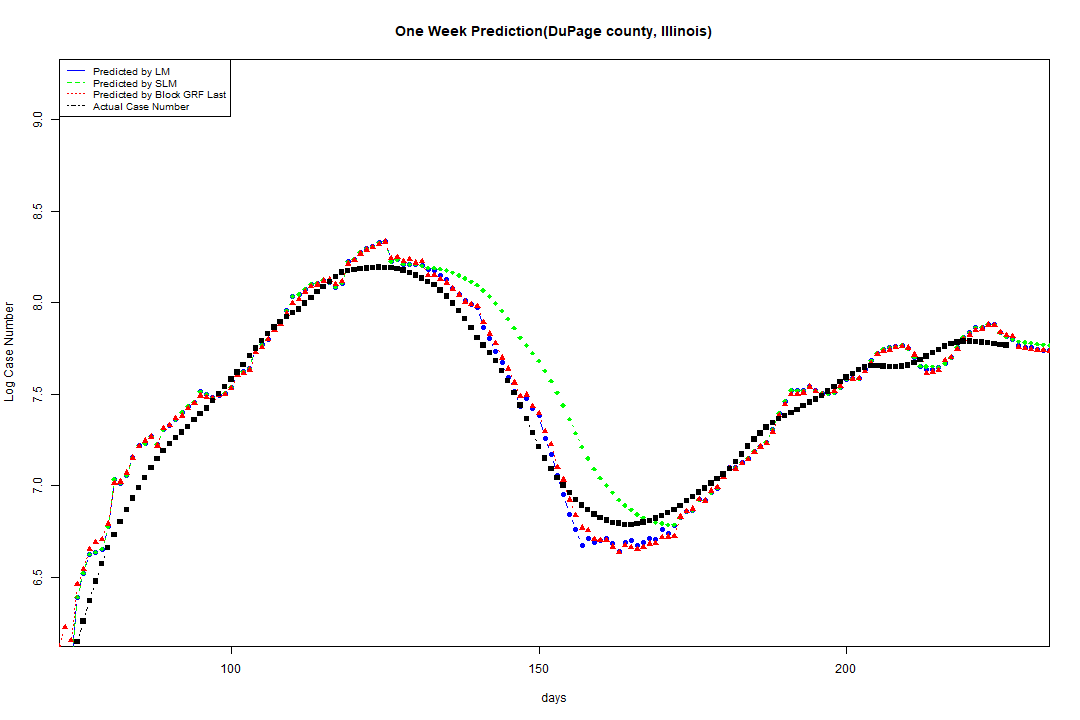 One Week Prediction(DuPage county, Illinois)
Predicted by LM
Predicted by SLM
Predicted by Block GRF Last
Actual Case Number
9.0
8.5
8.0
7.5
7.0
6.5
Log Case Number
100
150
200
days